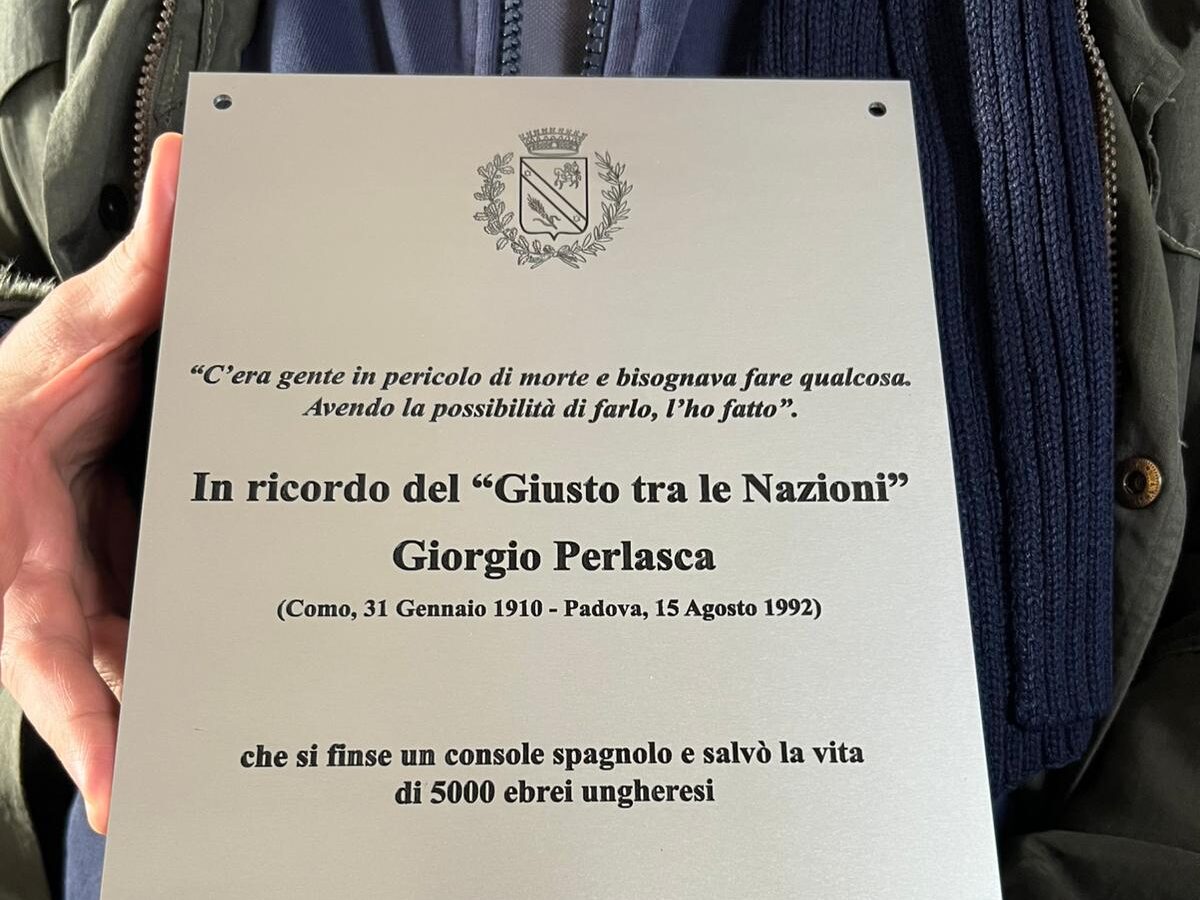 “C’era gente in pericolo di morte e bisognava fare qualcosa.
Avendo la possibilità di farlo, l’ho fatto”.
In ricordo del “Giusto tra le Nazioni”
Giorgio Perlasca
(Como, 31 Gennaio 1910 - Padova, 15 Agosto 1992)
che si finse un console spagnolo e salvò la vita
di 5000 ebrei ungheresi